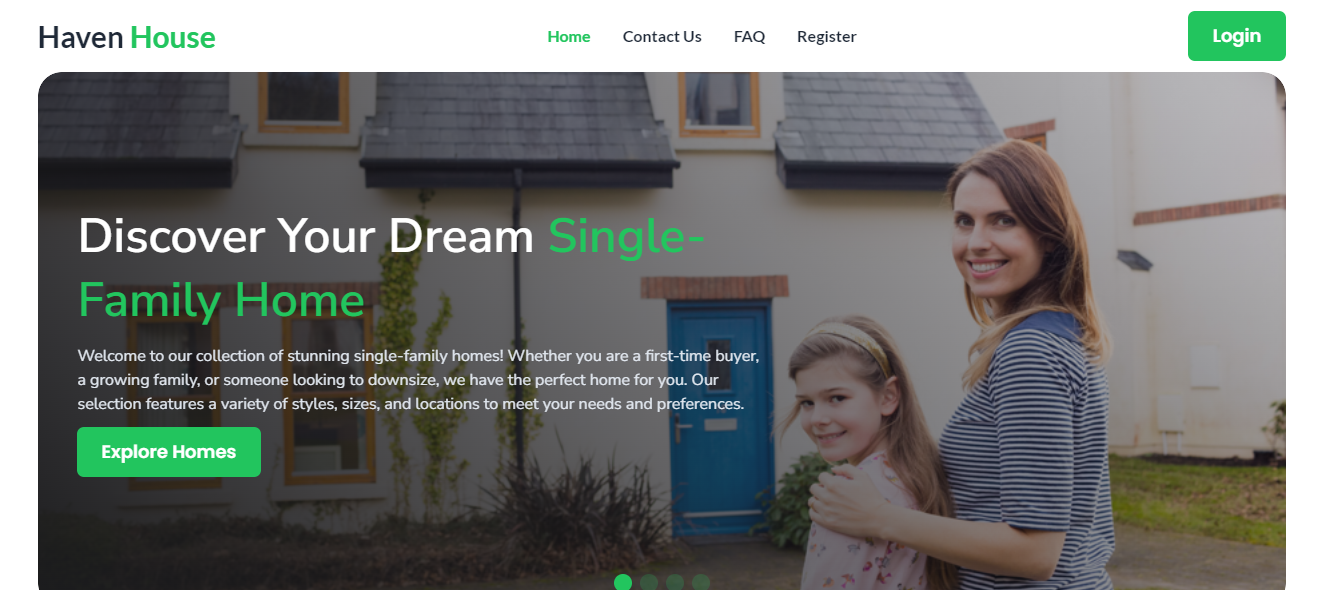 Haven House
Home Contact Us FAQ Register
Login
Discover Your Dream Single-
Family Home
Welcome to our collection of stunning single-family homes! Whether you are a first-time buyer,
a growing family, or someone looking to downsize, we have the perfect home for you. Our
selection features a variety of styles, sizes, and locations to meet your needs and preferences.
Explore Homes